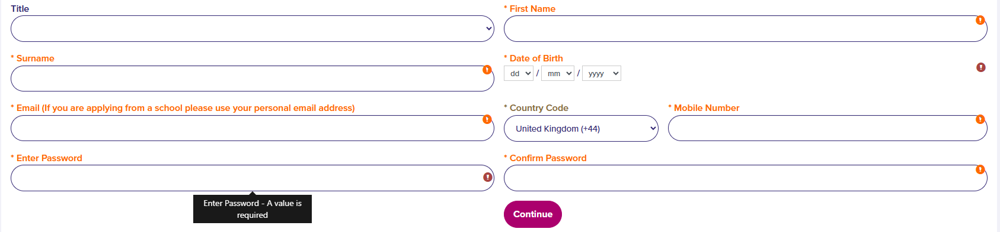 Title
* First Name
* Surname
* Date of Birth
dd / mm / yyyy
* Email (If you are applying from a school please use your personal email address)
* Country Code
* Mobile Number
United Kingdom (+44)
* Enter Password
* Confirm Password
Enter Password - A value is
required
Continue